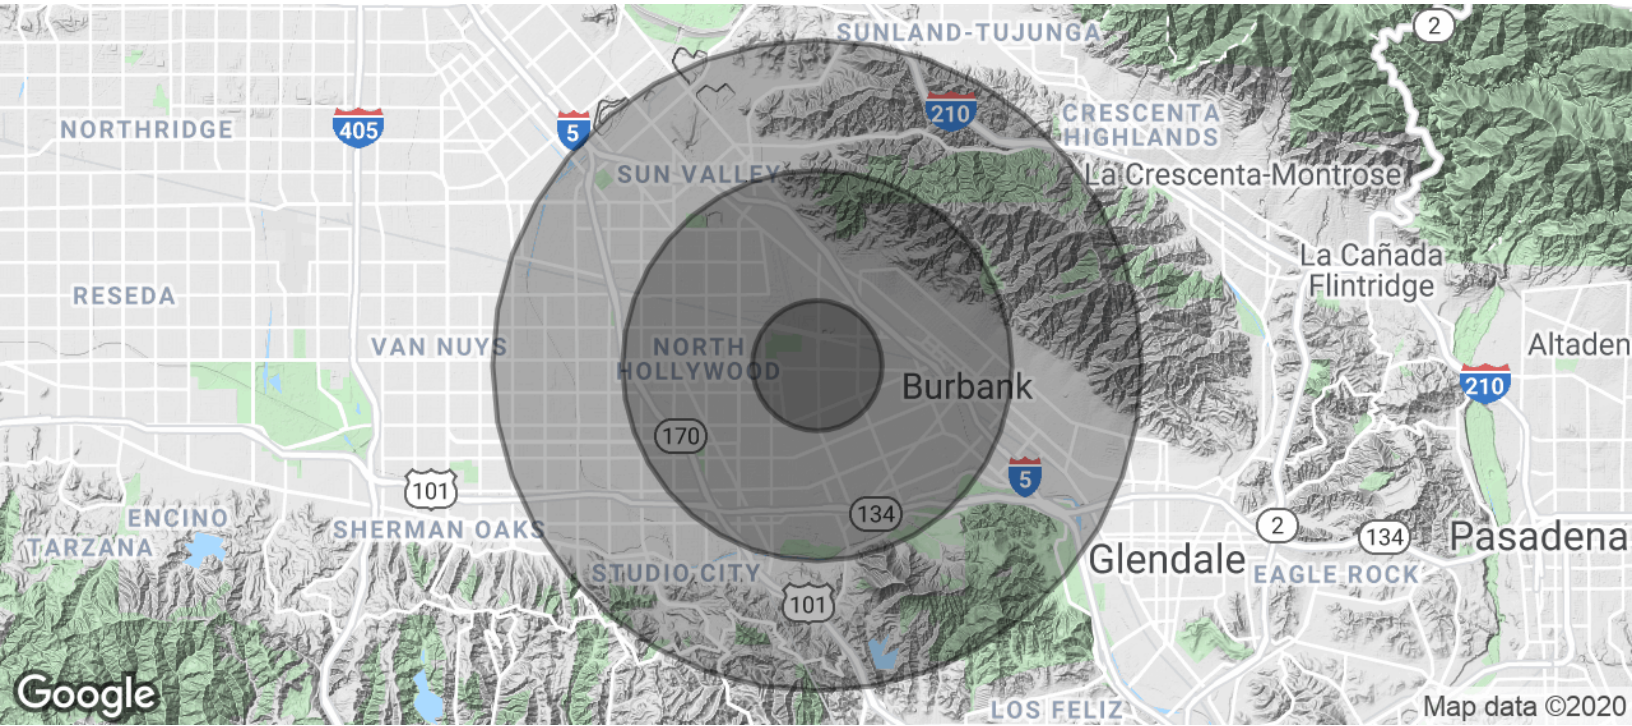 SUNLAND-TUJUNGA
2
NORTHRIDGE
405
5
210
CRESCENTA
HIGHLANDS
SUN VALLEY
La Crescenta-Montrose
La Cañada
Flintridge
RESEDA
VAN NUYS
NORTH
HOLLYWOOD
Burbank
Altaden
210
170
101
5
134
ENCINO
TARZANA
SHERMAN OAKS
2
134
Pasadena
Glendale
EAGLE ROCK
STUDIO CITY
101
Google
LOS FELIZ
Map data ©2020